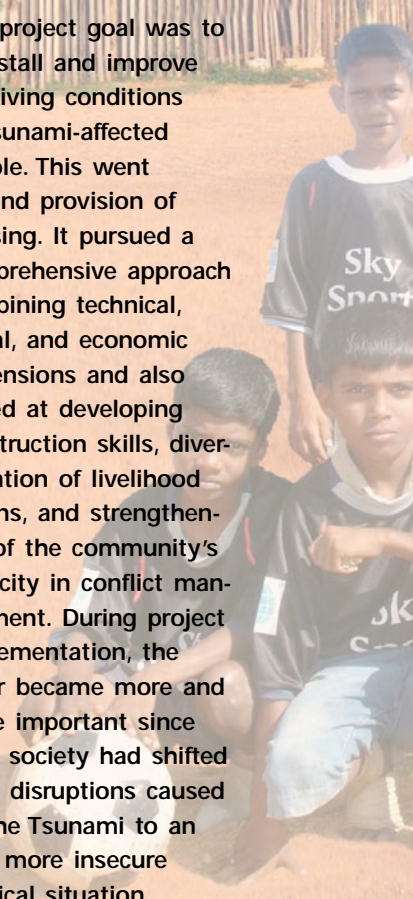 project goal was to
stall and improve
iving conditions
sunami-affected
ple. This went
nd provision of
sing. It pursued a
prehensive approach
bining technical,
al, and economic
ensions and also
ed at developing
truction skills, diver-
ation of livelihood
ns, and strengthen-
of the community's
city in conflict man-
ment. During project
ementation, the
r became more and
e important since
society had shifted
disruptions caused
he Tsunami to an
more insecure
ical situation
Sky
Sport